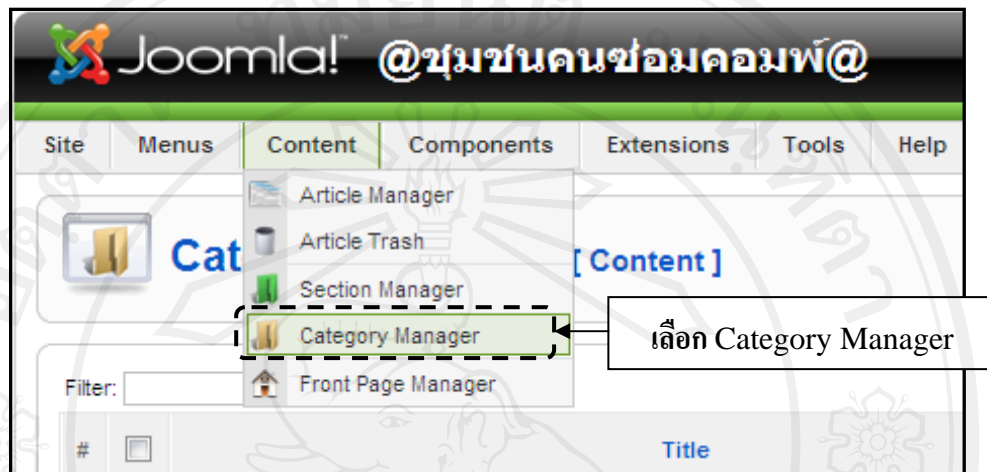 Joomla!™ @ชุมชนคนซ่อมคอมพ์@
Site Menus Content Components Extensions Tools Help
Article Manager
Cat
Article Trash
[ Content ]
Section Manager
Category Manager
เลือก Category Manager
Filter:
Front Page Manager
# Title